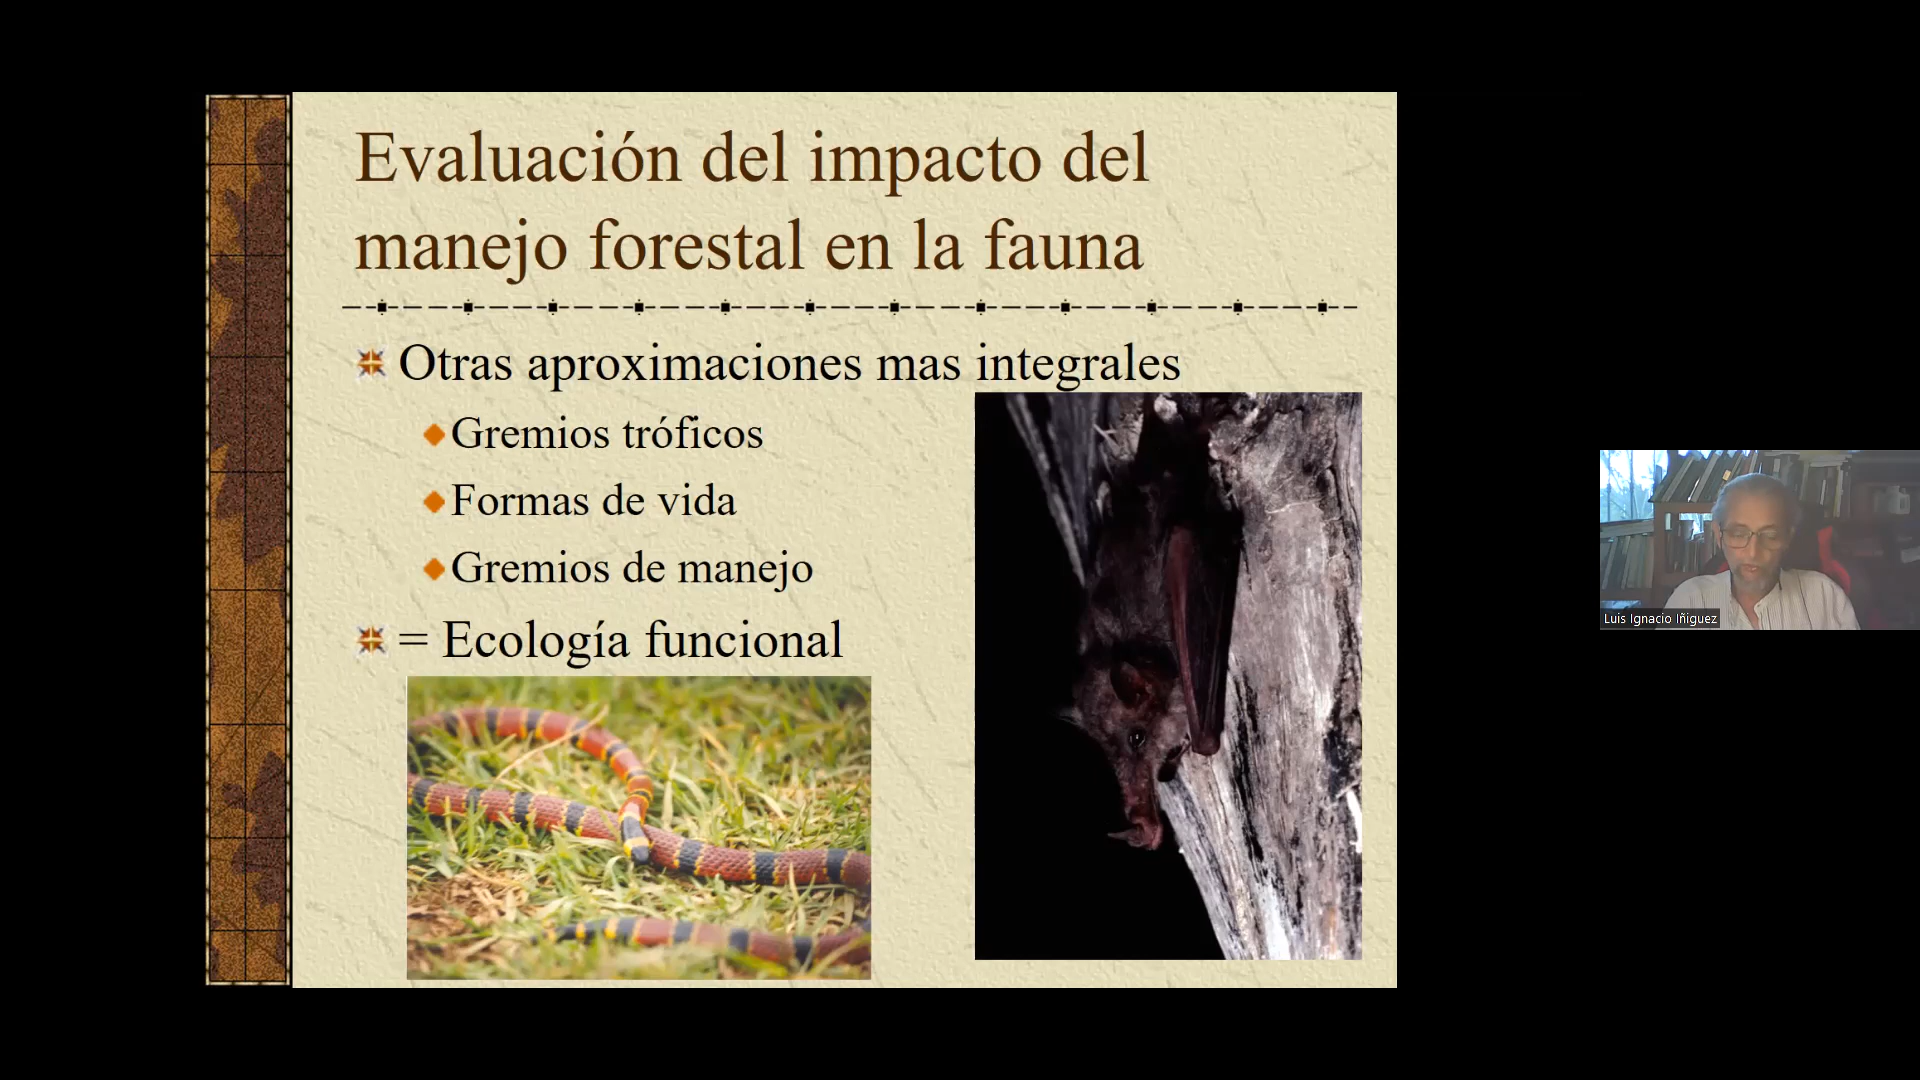 Evaluación del impacto del
manejo forestal en la fauna
Otras aproximaciones mas integrales
Gremios tróficos
Formas de vida
Gremios de manejo
= Ecología funcional
Luis Ignacio Iñiguez